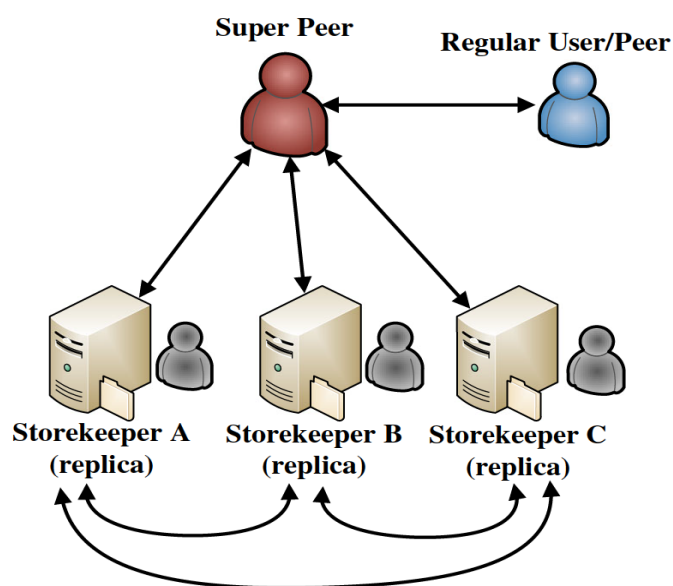 Super Peer
Regular User/Peer
Storekeeper A
(replica)
Storekeeper B
(replica)
Storekeeper C
(replica)